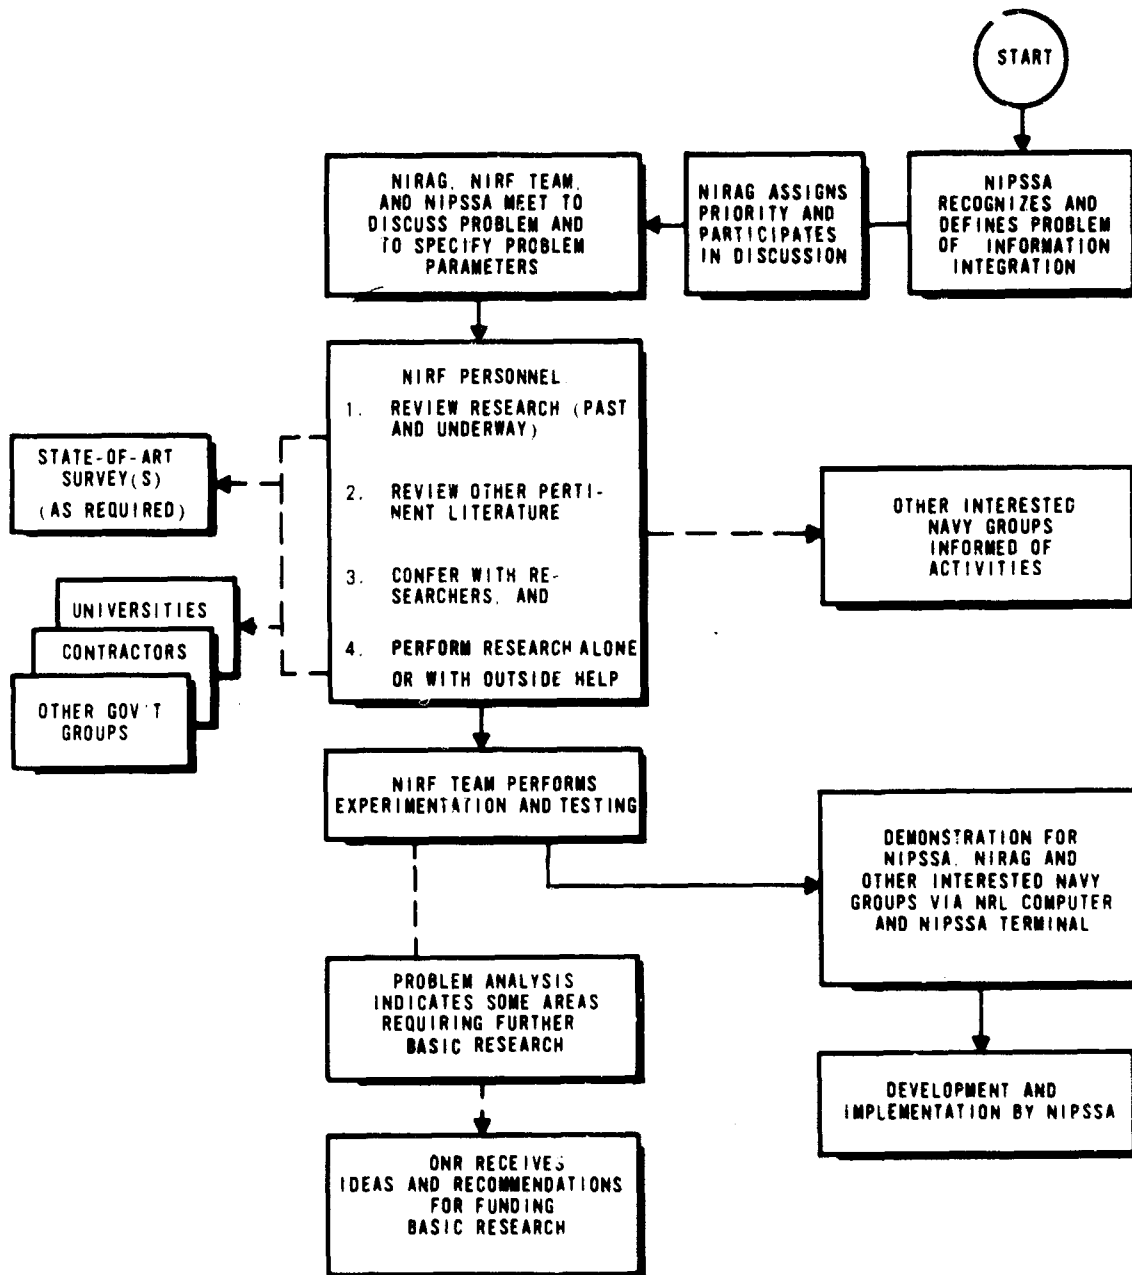 START
NIPSSA
RECOGNIZES AND
DEFINES PROBLEM
OF INFORMATION
INTEGRATION
NIRAG ASSIGNS
PRIORITY AND
PARTICIPATES
IN DISCUSSION
NIRAG, NIRF TEAM,
AND NIPSSA MEET TO
DISCUSS PROBLEM AND
TO SPECIFY PROBLEM
PARAMETERS
NIRF PERSONNEL
1. REVIEW RESEARCH (PAST
AND UNDERWAY)
2. REVIEW OTHER PERTI-
NENT LITERATURE
3. CONFER WITH RE-
SEARCHERS, AND
4. PERFORM RESEARCH ALONE
OR WITH OUTSIDE HELP
STATE-OF-ART
SURVEY(S)
(AS REQUIRED)
UNIVERSITIES
CONTRACTORS
OTHER GOV'T
GROUPS
OTHER INTERESTED
NAVY GROUPS
INFORMED OF
ACTIVITIES
NIRF TEAM PERFORMS
EXPERIMENTATION AND TESTING
DEMONSTRATION FOR
NIPSSA, NIRAG AND
OTHER INTERESTED NAVY
GROUPS VIA NRL COMPUTER
AND NIPSSA TERMINAL
PROBLEM ANALYSIS
INDICATES SOME AREAS
REQUIRING FURTHER
BASIC RESEARCH
DEVELOPMENT AND
IMPLEMENTATION BY NIPSSA
ONR RECEIVES
IDEAS AND RECOMMENDATIONS
FOR FUNDING
BASIC RESEARCH